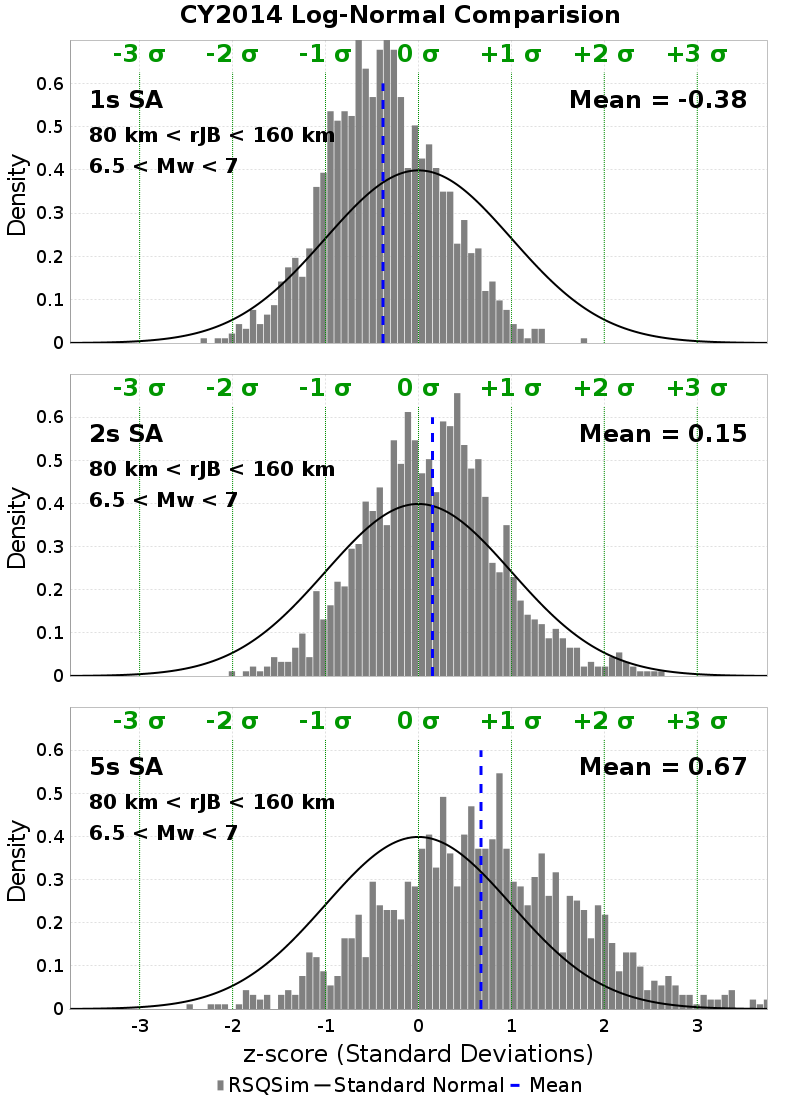 CY2014 Log-Normal Comparision
-3 σ -2 σ -1 σ 0 σ +1 σ +2 σ +3 σ
1s SA Mean = -0.38
80 km < rJB < 160 km
6.5 < Mw < 7
0.6
0.5
0.4
0.3
0.2
0.1
0
Density
-3 σ -2 σ -1 σ 0 σ +1 σ +2 σ +3 σ
2s SA Mean = 0.15
80 km < rJB < 160 km
6.5 < Mw < 7
0.6
0.5
0.4
0.3
0.2
0.1
0
Density
-3 σ -2 σ -1 σ 0 σ +1 σ +2 σ +3 σ
5s SA Mean = 0.67
80 km < rJB < 160 km
6.5 < Mw < 7
0.6
0.5
0.4
0.3
0.2
0.1
0
Density
-3 -2 -1 0 1 2 3
z-score (Standard Deviations)
RSQSim Standard Normal Mean